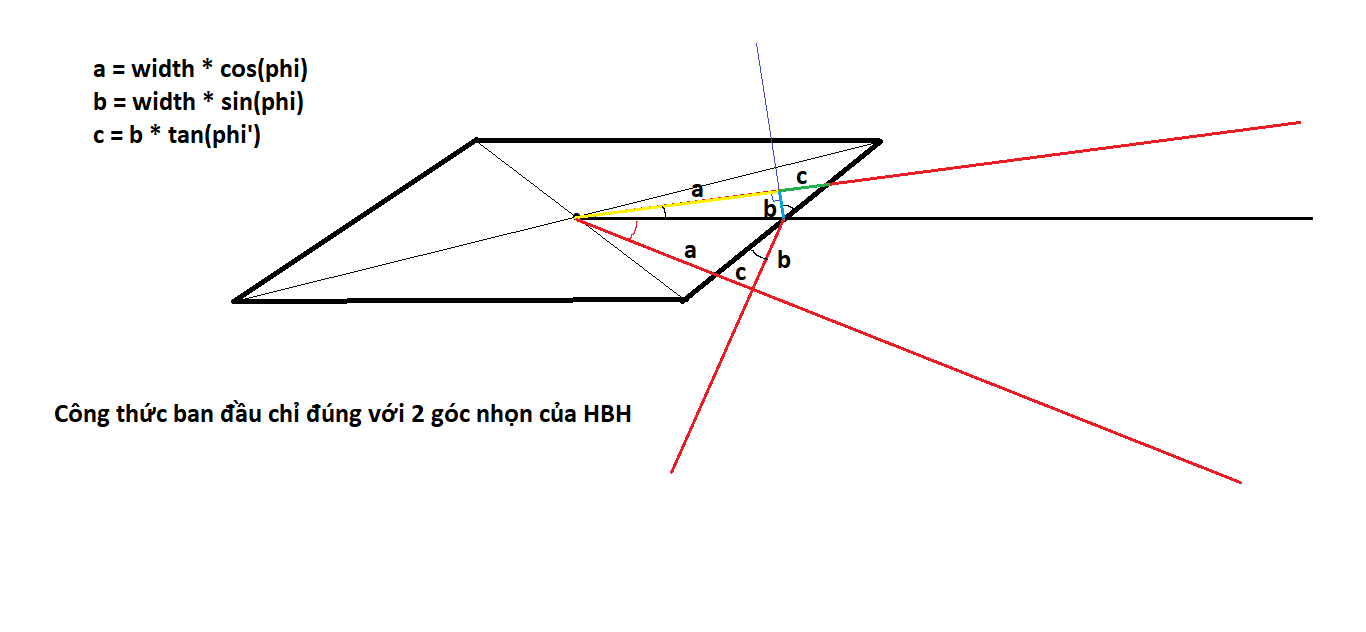 a = width * cos(phi)
b = width * sin(phi)
c = b * tan(phi')
c
a
b
a
b
c
Công thức ban đầu chỉ đúng với 2 góc nhọn của HBH